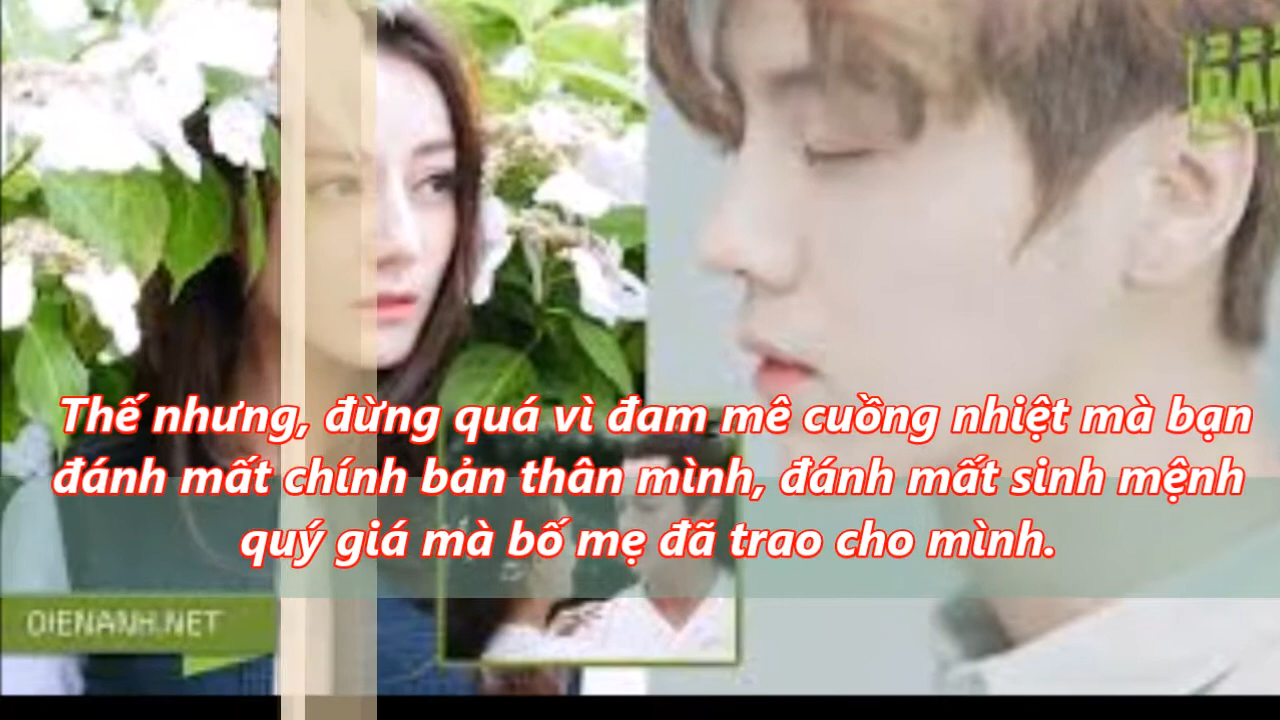 Thế nhưng, đừng quá vì đam mê cuồng nhiệt mà bạn
đánh mất chính bản thân mình, đánh mất sinh mệnh
quý giá mà bố mẹ đã trao cho mình.
DIENANH.NET